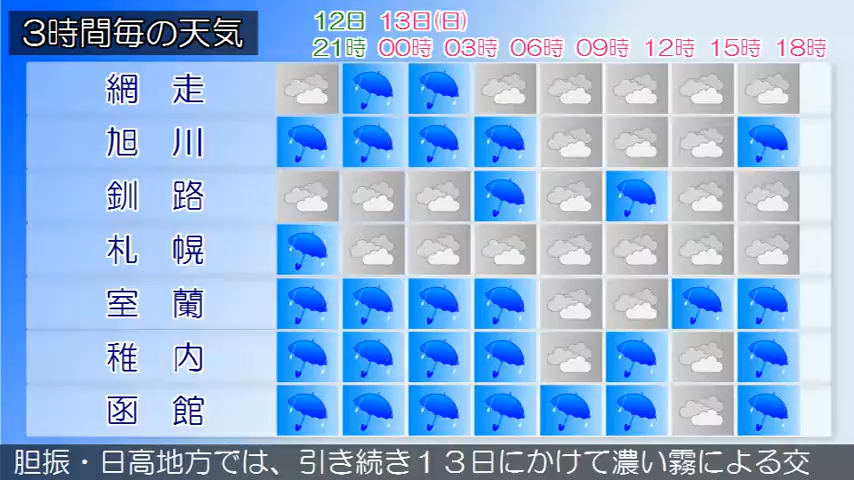 3時間毎の天気
12日 13日(日)
21時 00時 03時 06時 09時 12時 15時 18時
網 走
旭 川
釧 路
札 幌
室 蘭
稚 内
函 館
胆振・日高地方では、引き続き１３日にかけて濃い霧による交